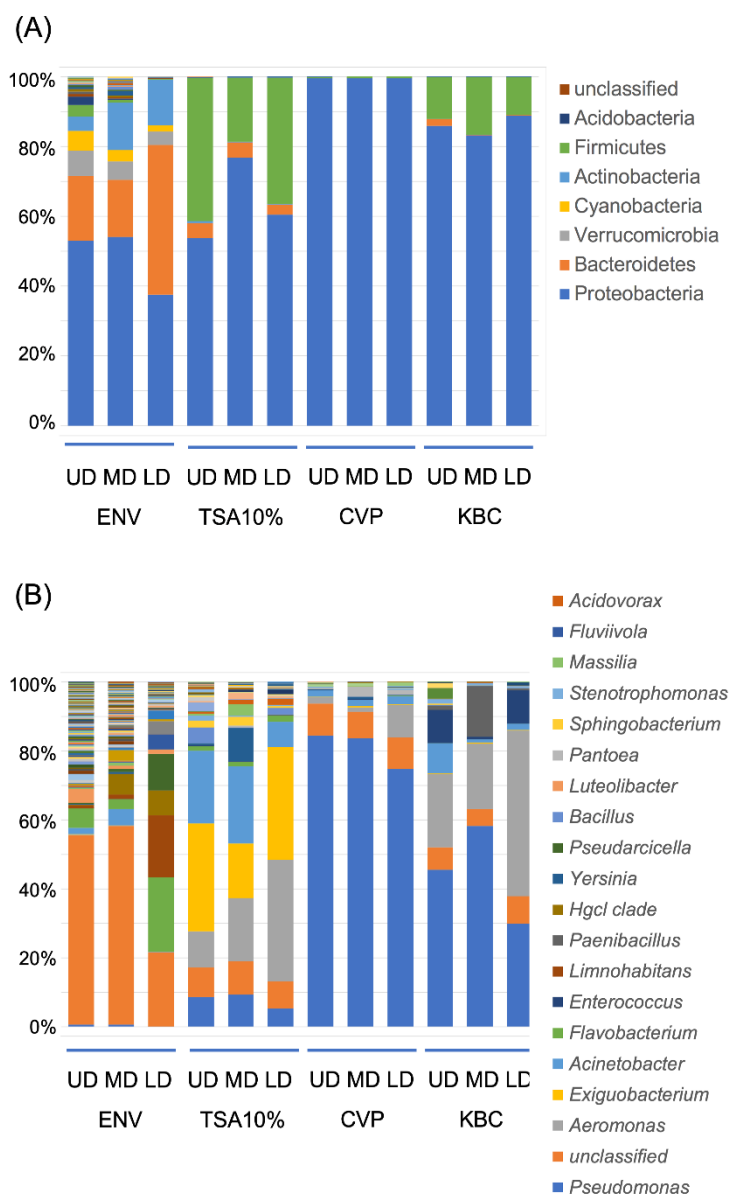 (A)
100%
80%
60%
40%
20%
0%
unclassified
Acidobacteria
Firmicutes
Actinobacteria
Cyanobacteria
Verrucomicrobia
Bacteroidetes
Proteobacteria
UD MD LD UD MD LD UD MD LD UD MD LD
ENV TSA10% CVP KBC
(B)
100%
80%
60%
40%
20%
0%
Acidovorax
Fluviivola
Massilia
Stenotrophomonas
Sphingobacterium
Pantoea
Luteolibacter
Bacillus
Pseudarcicella
Yersinia
Hgcl clade
Paenibacillus
Limnohabitans
Enterococcus
Flavobacterium
Acinetobacter
Exiguobacterium
Aeromonas
unclassified
Pseudomonas
UD MD LD UD MD LD UD MD LD UD MD LD
ENV TSA10% CVP KBC